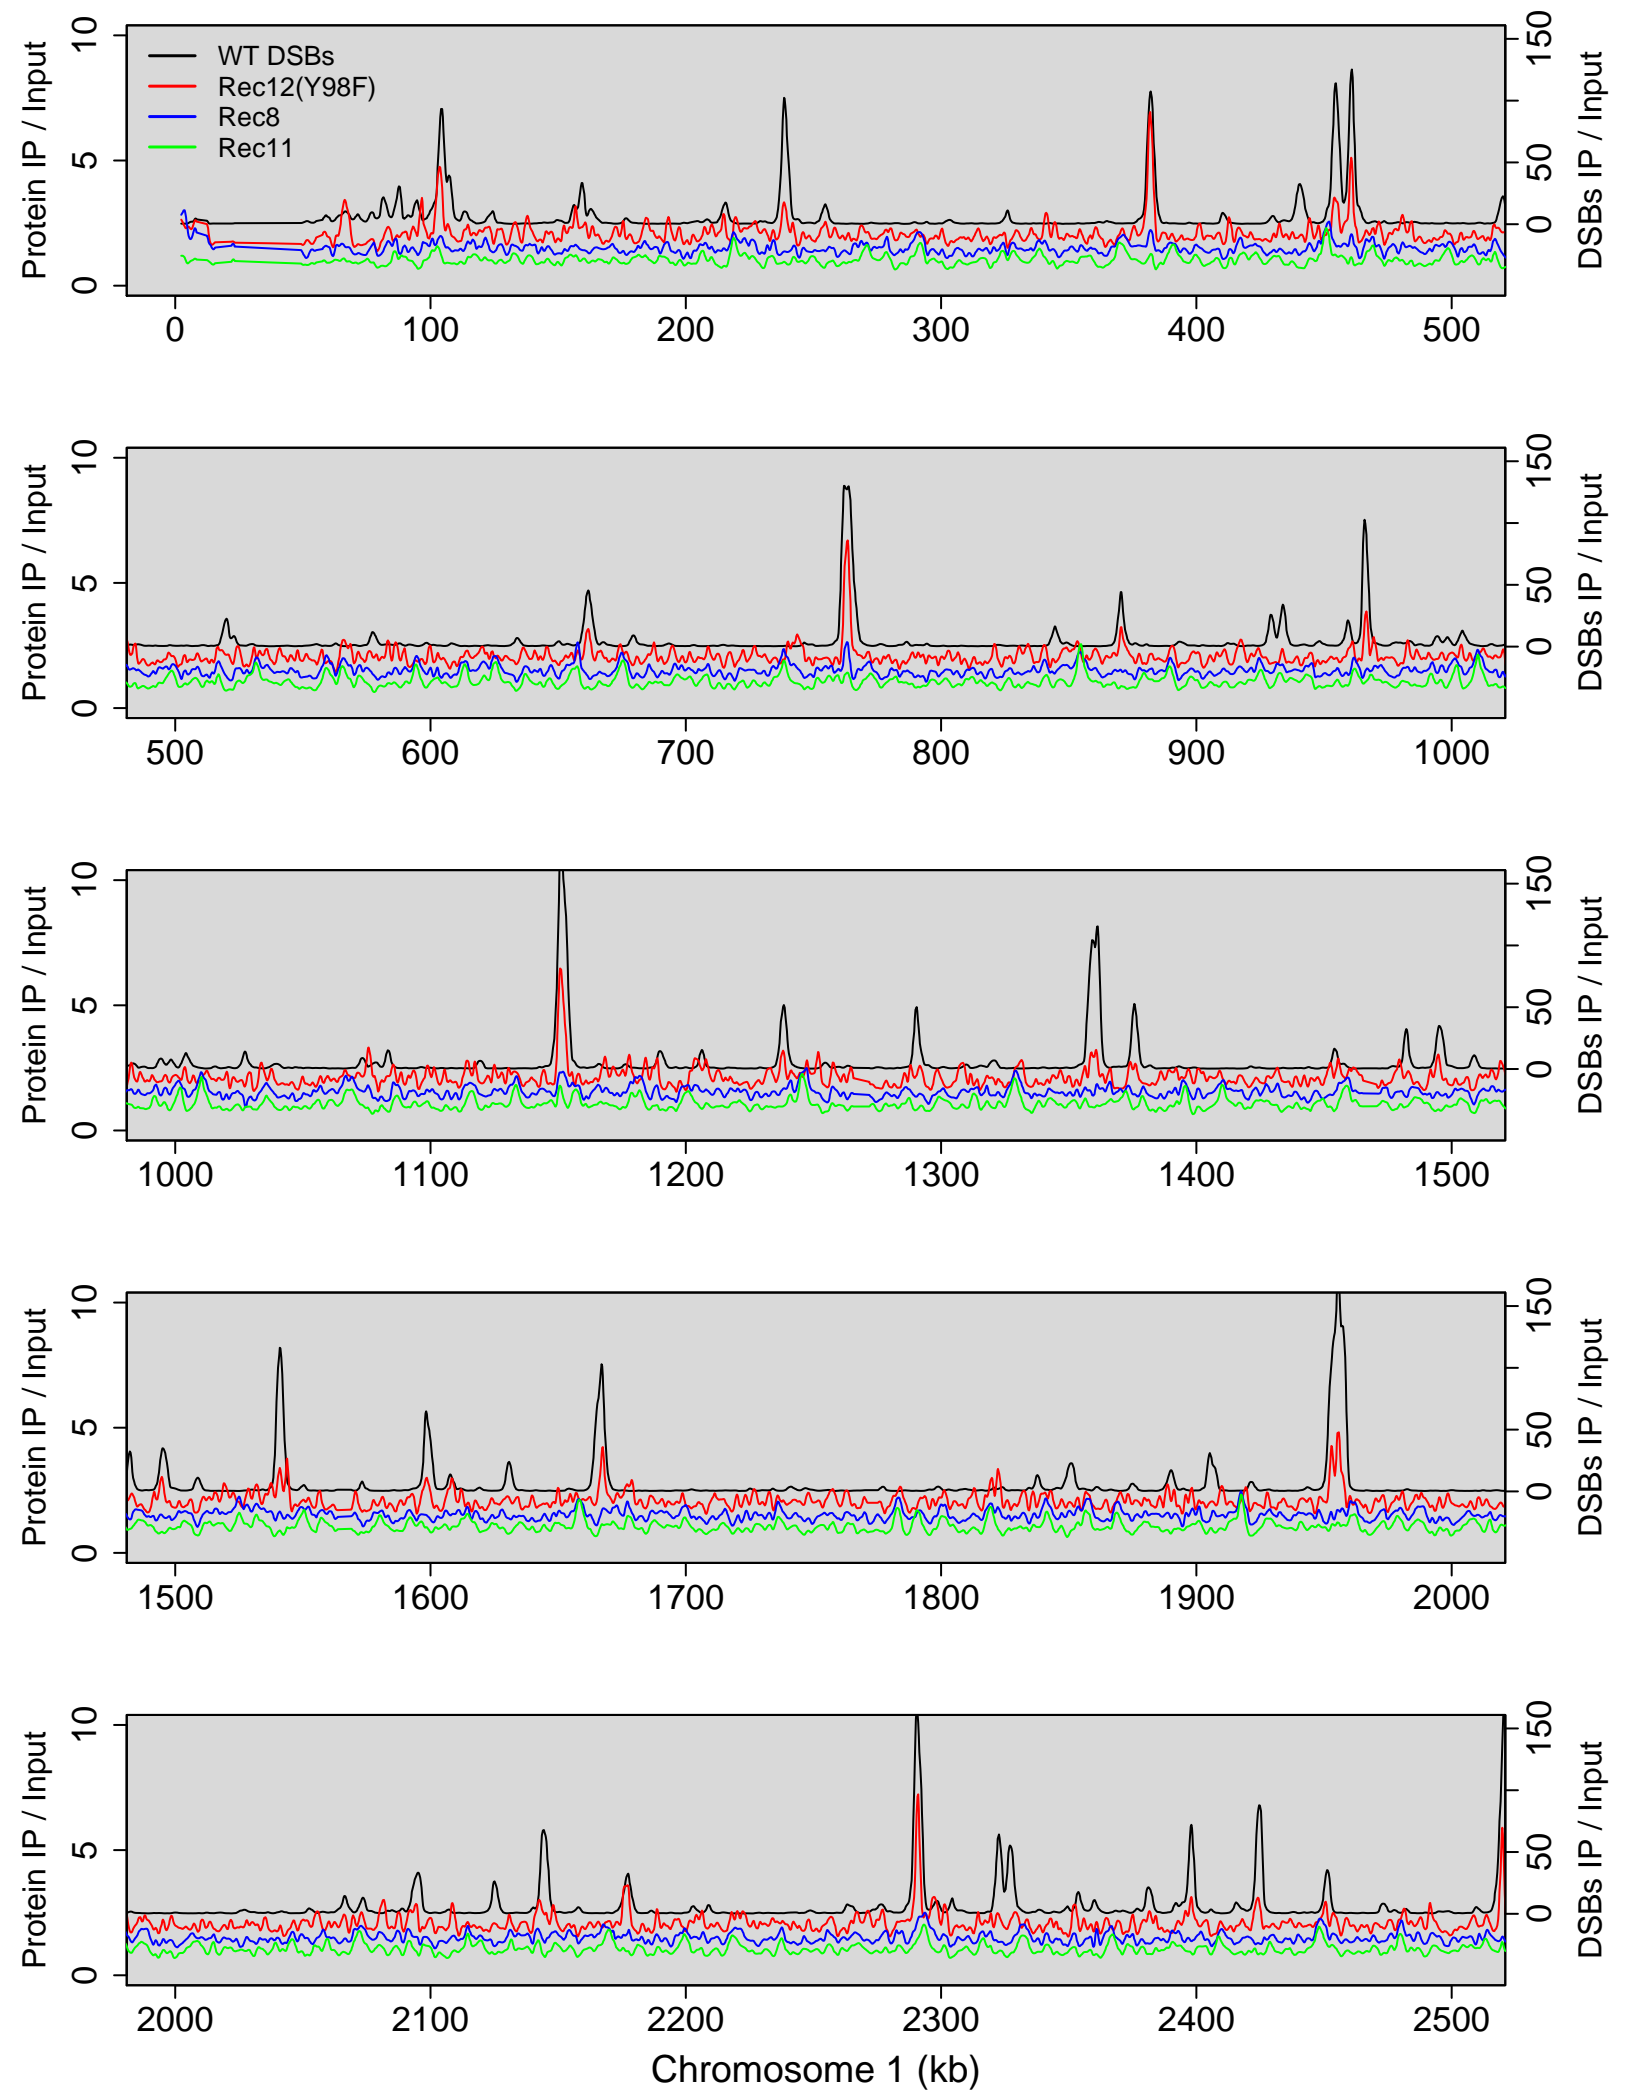 WT DSBs
Rec12(Y98F)
Rec8
Rec11
Protein IP / Input
0 5 10
DSBs IP / Input
0 50 150
0 100 200 300 400 500
Protein IP / Input
0 5 10
DSBs IP / Input
0 50 150
500 600 700 800 900 1000
Protein IP / Input
0 5 10
DSBs IP / Input
0 50 150
1000 1100 1200 1300 1400 1500
Protein IP / Input
0 5 10
DSBs IP / Input
0 50 150
1500 1600 1700 1800 1900 2000
Protein IP / Input
0 5 10
DSBs IP / Input
0 50 150
2000 2100 2200 2300 2400 2500
Chromosome 1 (kb)